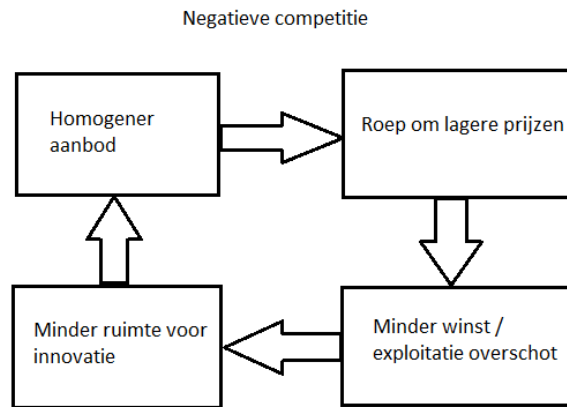 Negatieve competitie
Homogener
aanbod
Roep om lagere prijzen
Minder ruimte voor
innovatie
Minder winst /
exploitatie overschot